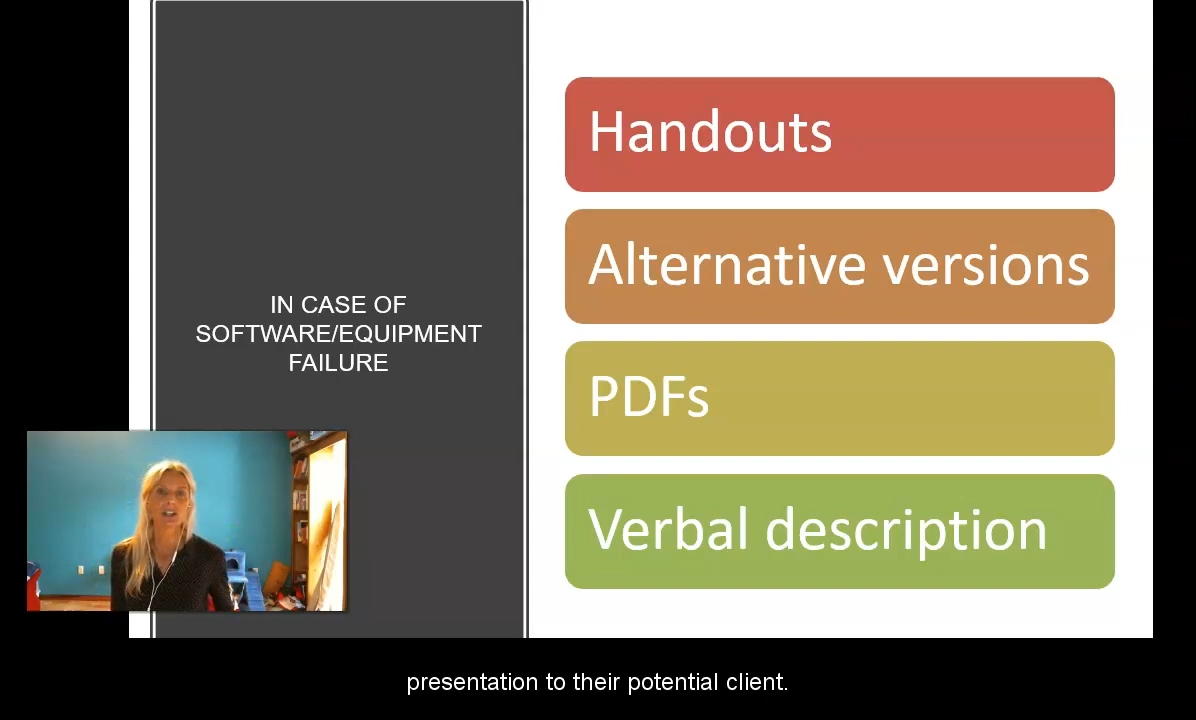 IN CASE OF
SOFTWARE/EQUIPMENT
FAILURE
Handouts
Alternative versions
PDFs
Verbal description
presentation to their potential client.